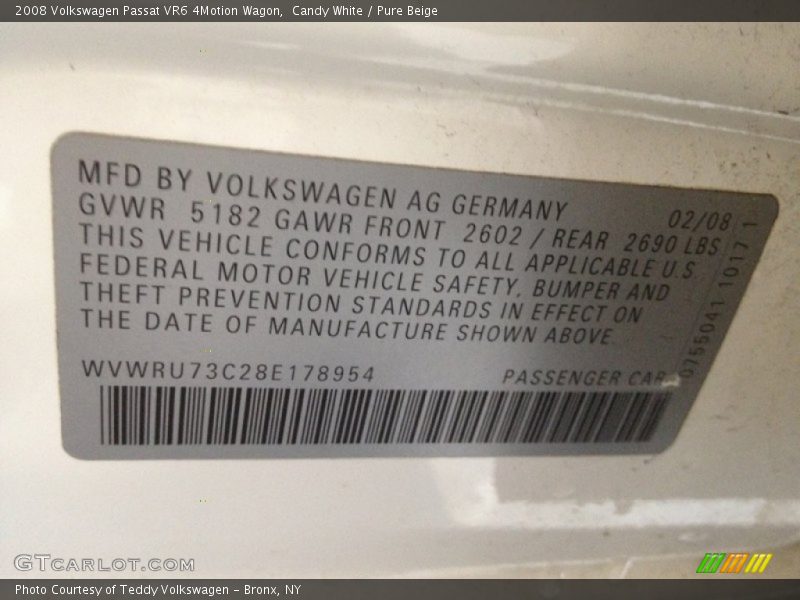 2008 Volkswagen Passat VR6 4Motion Wagon,  Candy White / Pure Beige
MFD BY VOLKSWAGEN AG GERMANY 02/08
GVWR 5182 GAWR FRONT 2602 / REAR 2690 LBS
THIS VEHICLE CONFORMS TO ALL APPLICABLE U.S
FEDERAL MOTOR VEHICLE SAFETY, BUMPER AND
THEFT PREVENTION STANDARDS IN EFFECT ON
THE DATE OF MANUFACTURE SHOWN ABOVE.
WVWRU73C28E178954 PASSENGER CAR
0755041 1017 1
GTCARLOT.COM
Photo Courtesy of Teddy Volkswagen - Bronx, NY